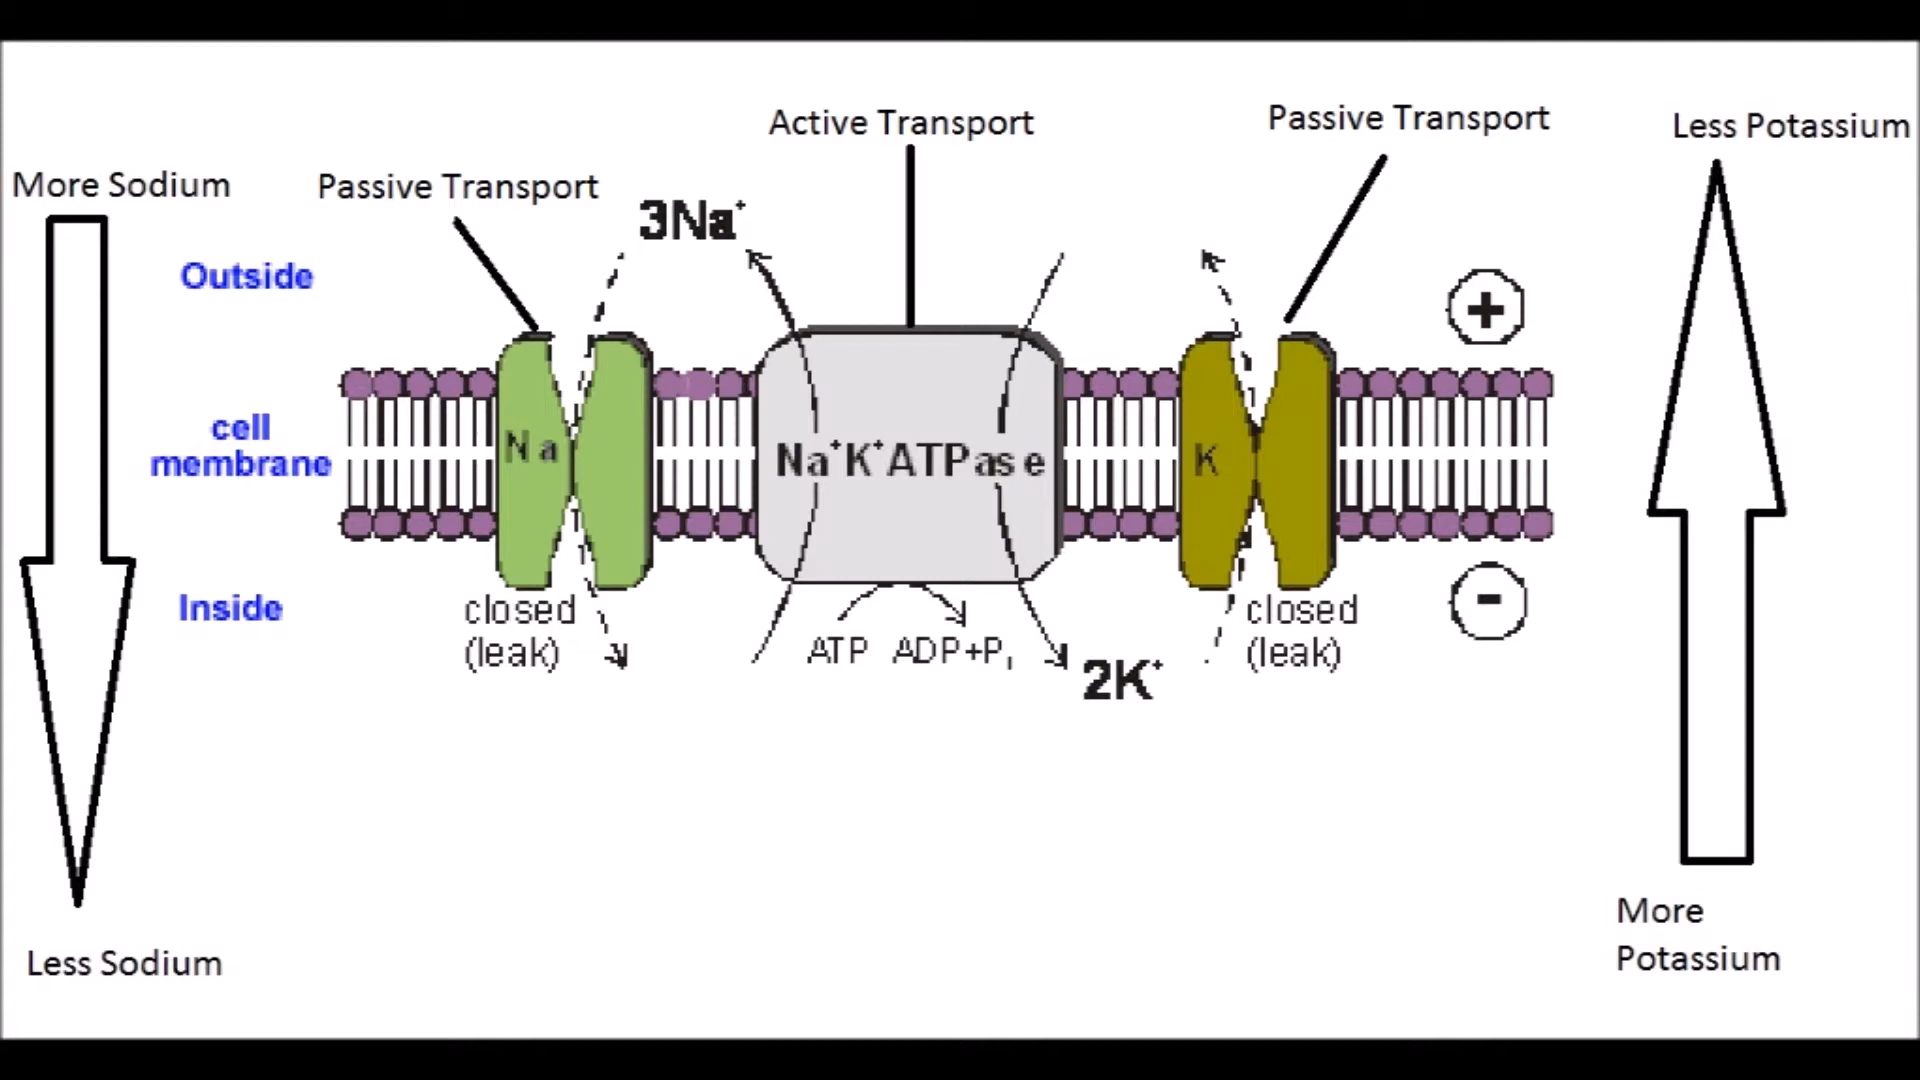 Active Transport
Passive Transport
Less Potassium
More Sodium
Passive Transport
3Na⁺
Outside
+
cell
membrane
Na
Na⁺K⁺ATPase
K
Inside
closed
(leak)
ATP ADP+Pᵢ
2K⁺
closed
(leak)
-
More
Potassium
Less Sodium